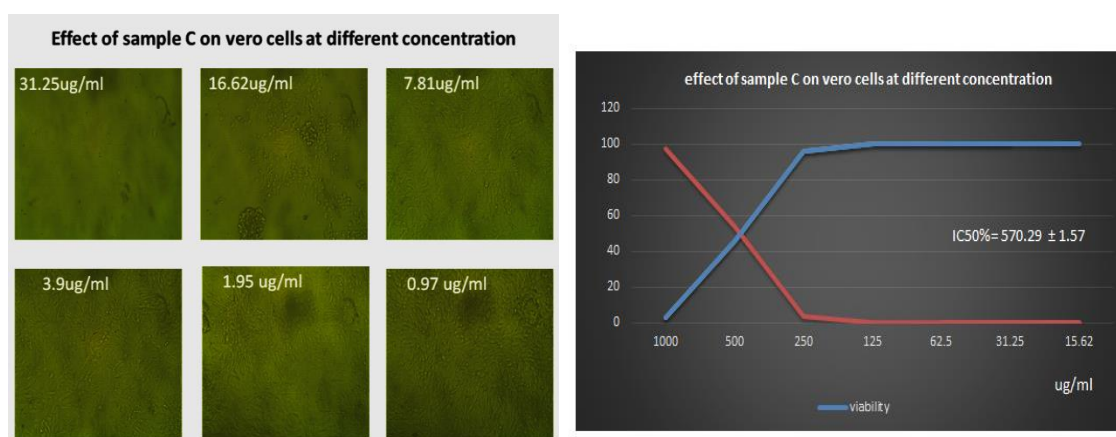 Effect of sample C on vero cells at different concentration
31.25ug/ml
16.62ug/ml
7.81ug/ml
3.9ug/ml
1.95 ug/ml
0.97 ug/ml
effect of sample C on vero cells at different concentration
120
100
80
60
40
20
0
IC50%= 570.29 ± 1.57
1000 500 250 125 62.5 31.25 15.62
ug/ml
viability